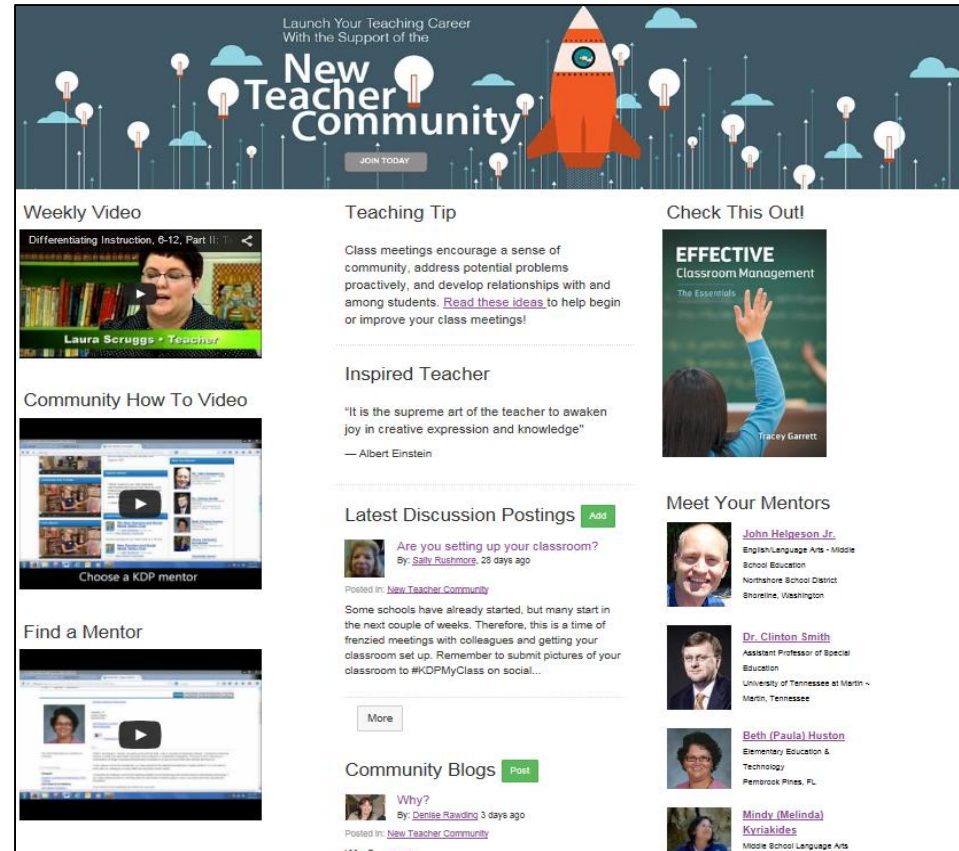 Launch Your Teaching Career
With the Support of the
New
Teacher
Community
JOIN TODAY
Weekly Video
Differentiating Instruction, 6-12, Part II: T
Laura Scruggs • Teacher
Community How To Video
Choose a KDP mentor
Find a Mentor
Teaching Tip
Class meetings encourage a sense of
community, address potential problems
proactively, and develop relationships with and
among students. Read these ideas to help begin
or improve your class meetings!
Inspired Teacher
“It is the supreme art of the teacher to awaken
joy in creative expression and knowledge"
— Albert Einstein
Latest Discussion Postings Add
Are you setting up your classroom?
By: Sally Rushmore, 28 days ago
Posted in: New Teacher Community
Some schools have already started, but many start in
the next couple of weeks. Therefore, this is a time of
frenzied meetings with colleagues and getting your
classroom set up. Remember to submit pictures of your
classroom to #KDPMyClass on social...
More
Community Blogs Post
Why?
By: Denise Rawding 3 days ago
Posted in: New Teacher Community
Check This Out!
EFFECTIVE
Classroom Management
The Essentials
Tracey Garrett
Meet Your Mentors
John Helgeson Jr.
English/Language Arts - Middle
School Education
Northshore School District
Shoreline, Washington
Dr. Clinton Smith
Assistant Professor of Special
Education
University of Tennessee at Martin ~
Martin, Tennessee
Beth (Paula) Huston
Elementary Education &
Technology
Pembrook Pines, FL
Mindy (Melinda)
Kyriakides
Middle School Language Arts